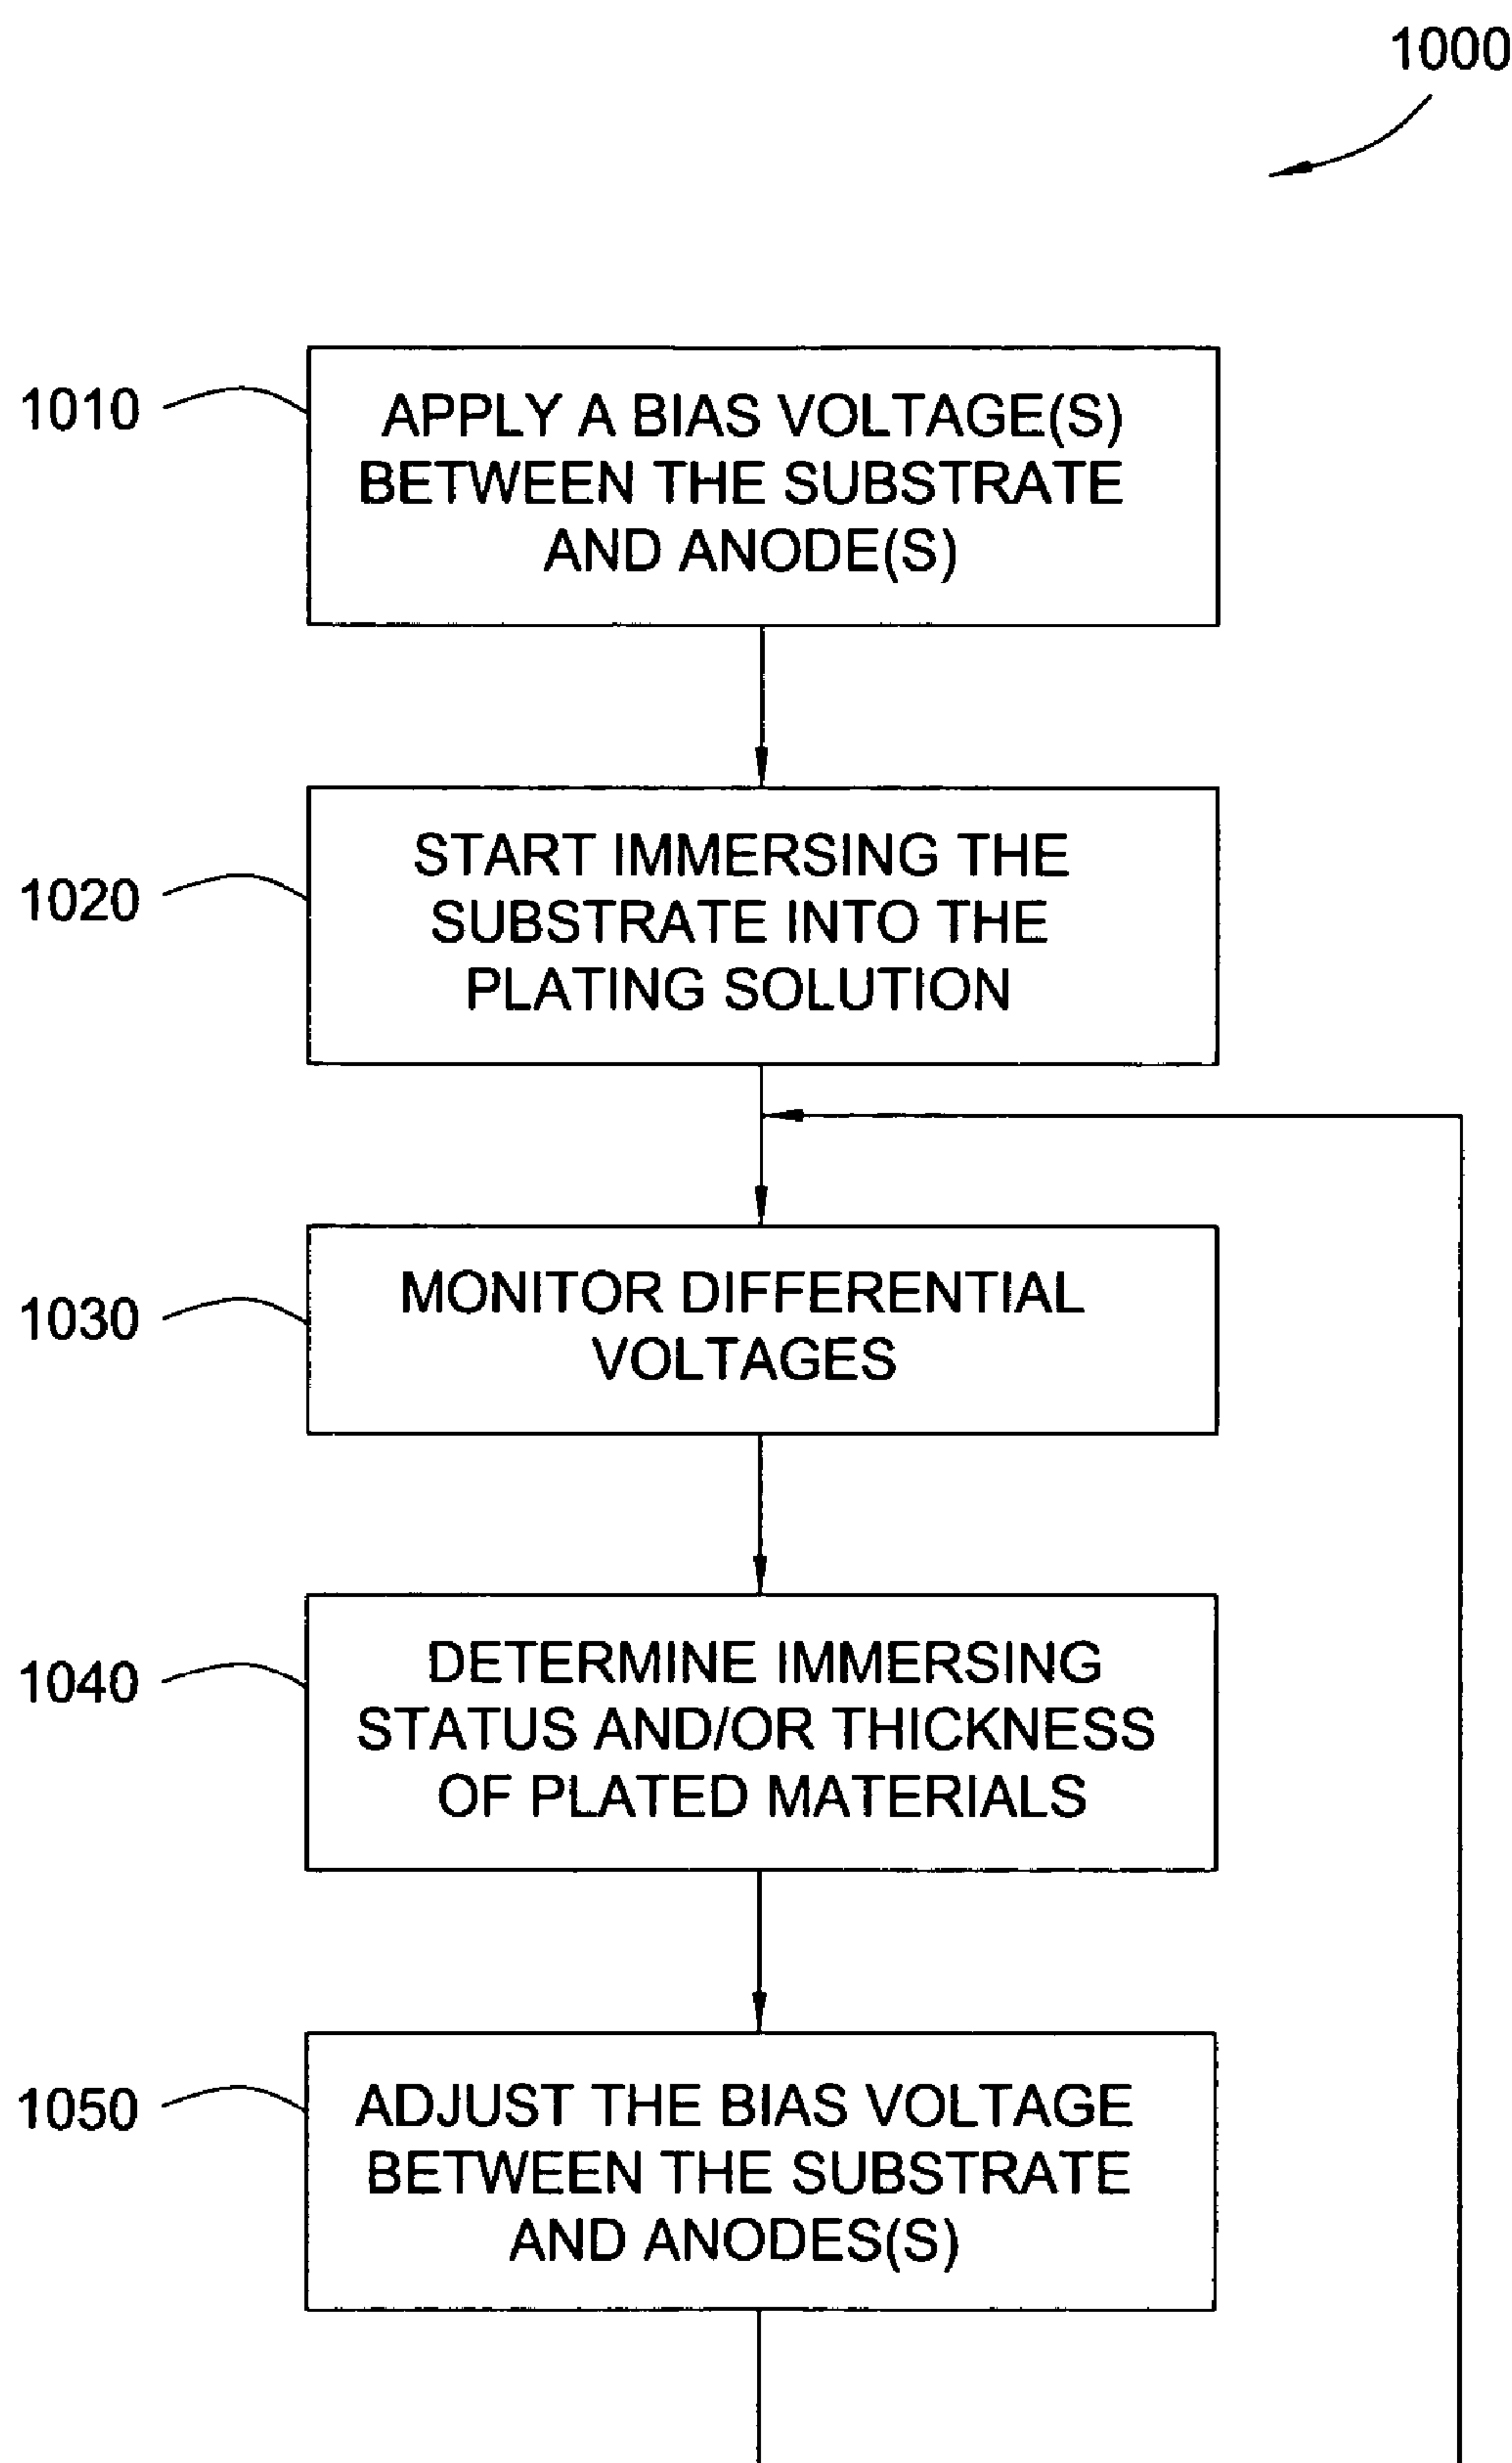 1000
1010
APPLY A BIAS VOLTAGE(S)
BETWEEN THE SUBSTRATE
AND ANODE(S)
1020
START IMMERSING THE
SUBSTRATE INTO THE
PLATING SOLUTION
1030
MONITOR DIFFERENTIAL
VOLTAGES
1040
DETERMINE IMMERSING
STATUS AND/OR THICKNESS
OF PLATED MATERIALS
1050
ADJUST THE BIAS VOLTAGE
BETWEEN THE SUBSTRATE
AND ANODES(S)